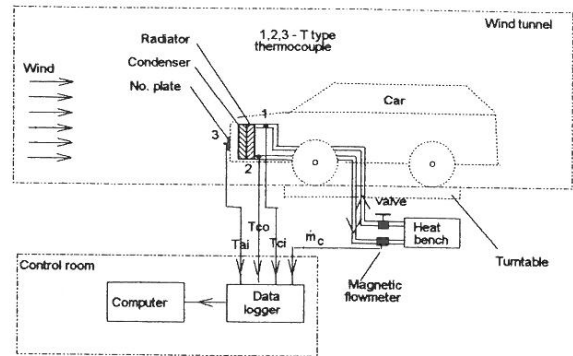 Wind tunnel
Radiator
1,2,3 - T type
thermocouple
Condenser
Wind
No. plate
1
Car
3
2
valve
Heat
bench
Tco
Tai
Tci
ṁc
Turntable
Control room
Magnetic
flowmeter
Computer
Data
logger